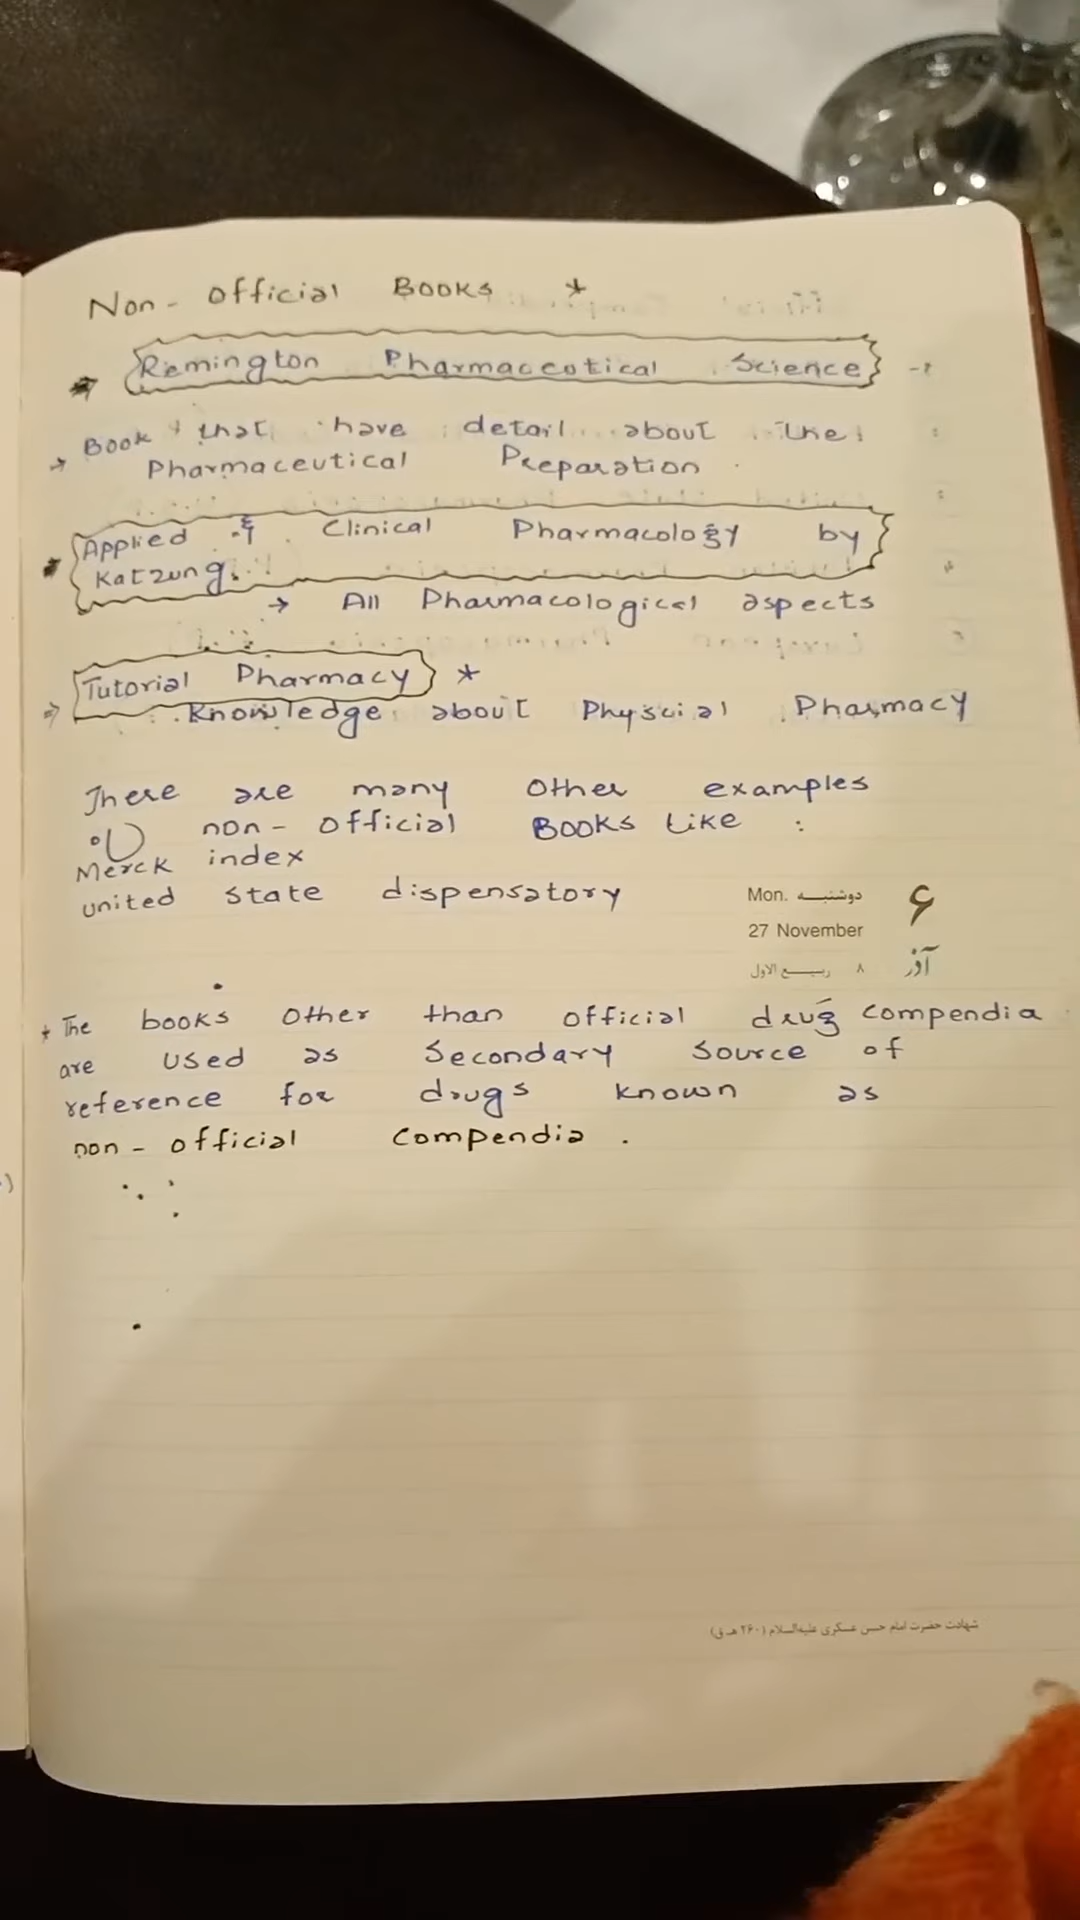 Non - official BOOKS *
Remington Pharmaceutical Science
→ Book that have detail about the
Pharmaceutical Preparation
Applied & Clinical Pharmacology by
Katzung.
→ All Pharmacological aspects
Tutorial Pharmacy *
⇒ Knowledge about Physcial Pharmacy
There are many other examples
of non - official BOOKS like :
Merck index
united state dispensatory
Mon. دوشنبه ۶
27 November
۸ ربیع الاول آذر
* The books other than official drug compendia
are used as Secondary source of
reference for drugs known as
non - official compendia .
شهادت حضرت امام حسن عسکری علیه‌السلام (۲۶۰ هـ ق)